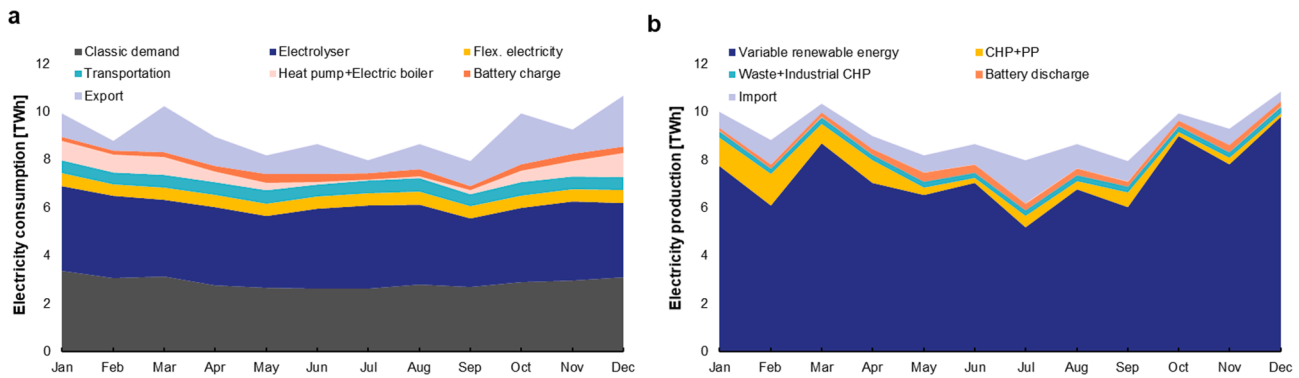 a
Classic demand Electrolyser Flex. electricity
Transportation Heat pump+Electric boiler Battery charge
Export
Electricity consumption [TWh]
12
10
8
6
4
2
0
Jan Feb Mar Apr May Jun Jul Aug Sep Oct Nov Dec
b
Variable renewable energy CHP+PP
Waste+Industrial CHP Battery discharge
Import
Electricity production [TWh]
12
10
8
6
4
2
0
Jan Feb Mar Apr May Jun Jul Aug Sep Oct Nov Dec